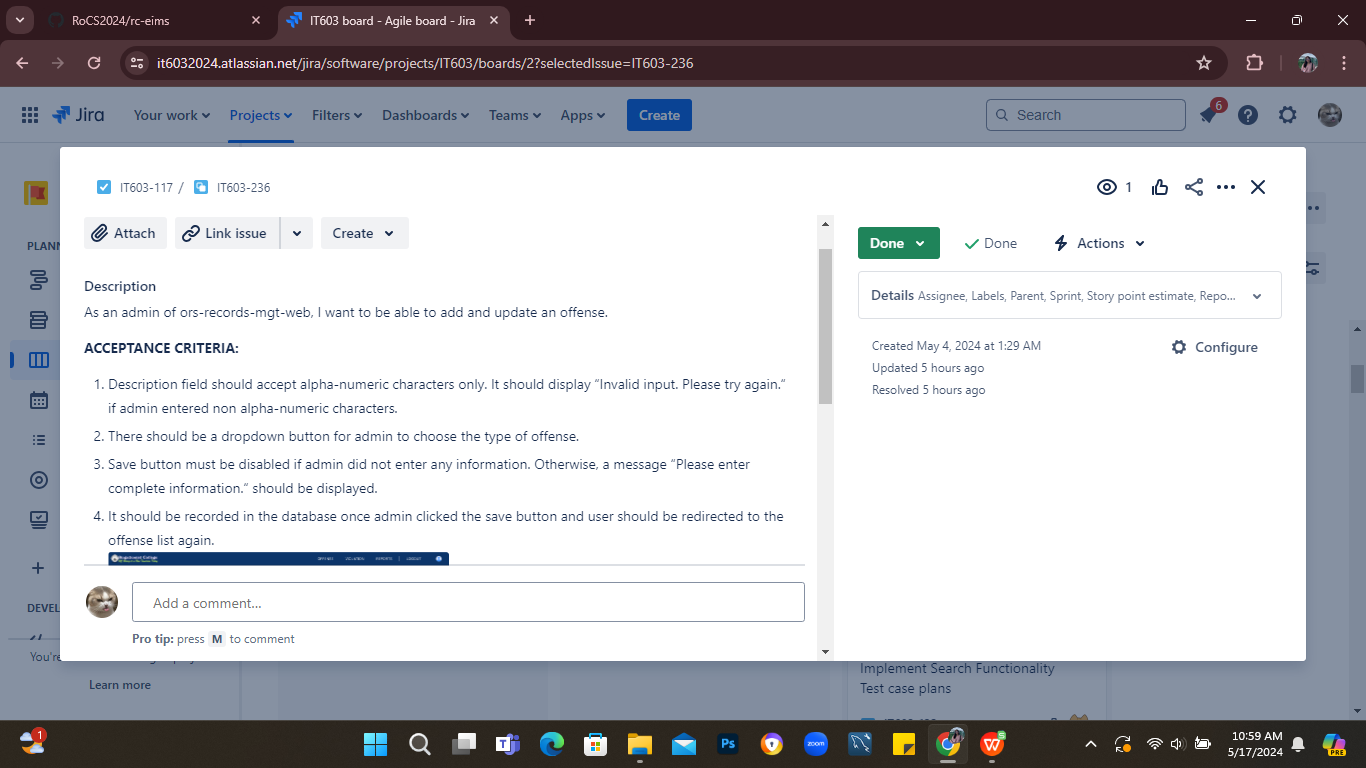 RoCS2024/rc-eims
IT603 board - Agile board - Jira
it6032024.atlassian.net/jira/software/projects/IT603/boards/2?selectedIssue=IT603-236
Jira
Your work
Projects
Filters
Dashboards
Teams
Apps
Create
Search
6
IT603-117 /
IT603-236
1
Attach
Link issue
Create
Done
Done
Actions
PLANN
Description
As an admin of ors-records-mgt-web, I want to be able to add and update an offense.
Details Assignee, Labels, Parent, Sprint, Story point estimate, Repo...
ACCEPTANCE CRITERIA:
Created May 4, 2024 at 1:29 AM
Configure
Updated 5 hours ago
Resolved 5 hours ago
1. Description field should accept alpha-numeric characters only. It should display “Invalid input. Please try again.”
if admin entered non alpha-numeric characters.
2. There should be a dropdown button for admin to choose the type of offense.
3. Save button must be disabled if admin did not enter any information. Otherwise, a message “Please enter
complete information.” should be displayed.
4. It should be recorded in the database once admin clicked the save button and user should be redirected to the
offense list again.
Add a comment...
DEVEL
Pro tip: press M to comment
You're
Learn more
Implement Search Functionality
Test case plans
1
Ps
zoom
10:59 AM
5/17/2024
PRE